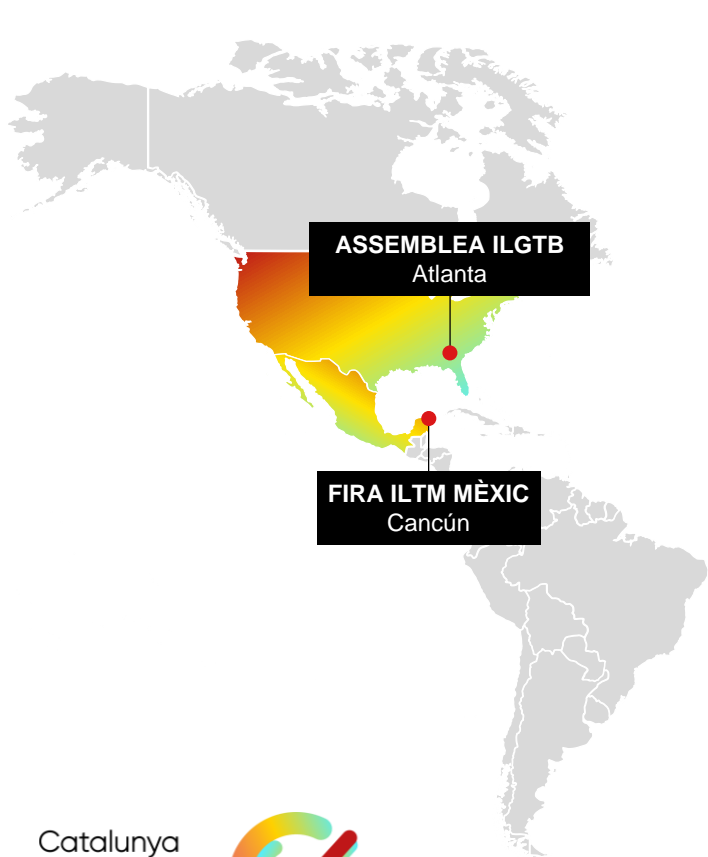 ASSEMBLEA ILGTB
Atlanta
FIRA ILTM MÈXIC
Cancún
Catalunya